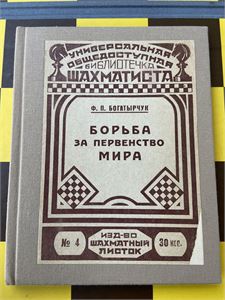 УНИВЕРСАЛЬНАЯ
ОБЩЕДОСТУПНАЯ
БИБЛИОТЕЧКА
ШАХМАТИСТА
Ф. П. БОГАТЫРЧУК
БОРЬБА
ЗА ПЕРВЕНСТВО
МИРА
№ 4
ИЗД-ВО
ШАХМАТНЫЙ
ЛИСТОК
30 КОП.